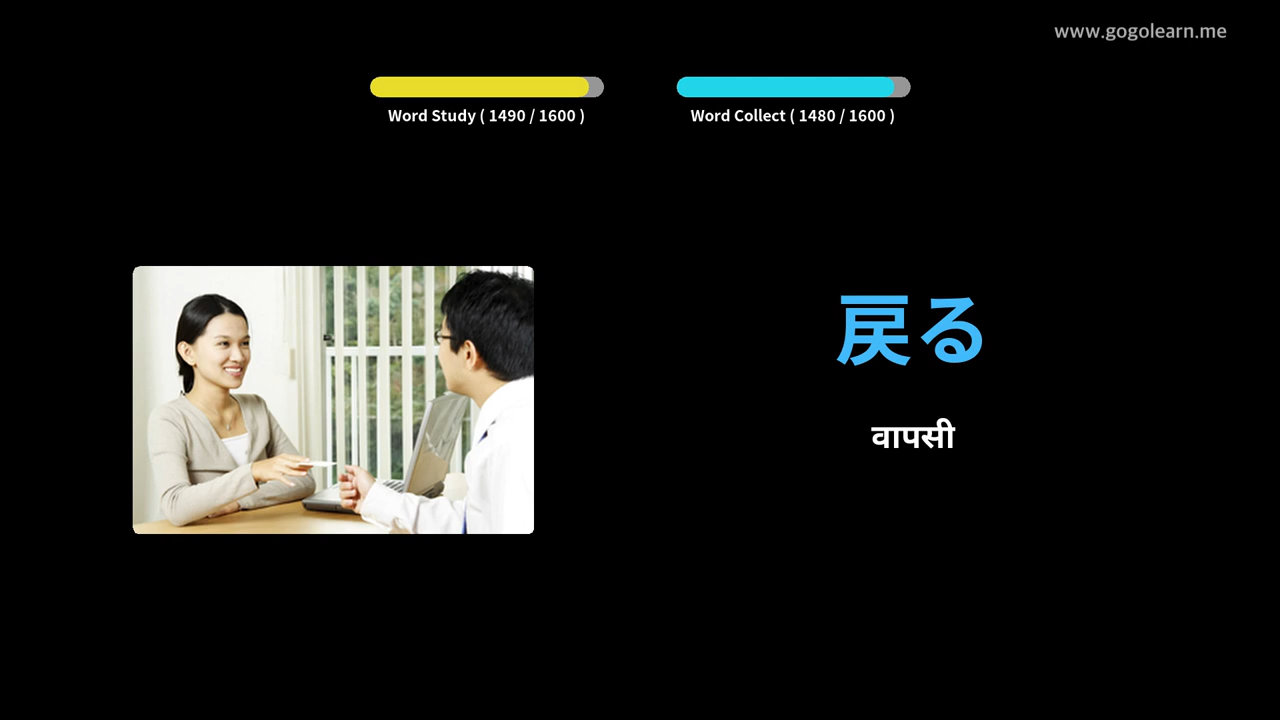 www.gogolearn.me
Word Study ( 1490 / 1600 )
Word Collect ( 1480 / 1600 )
戻る
वापसी